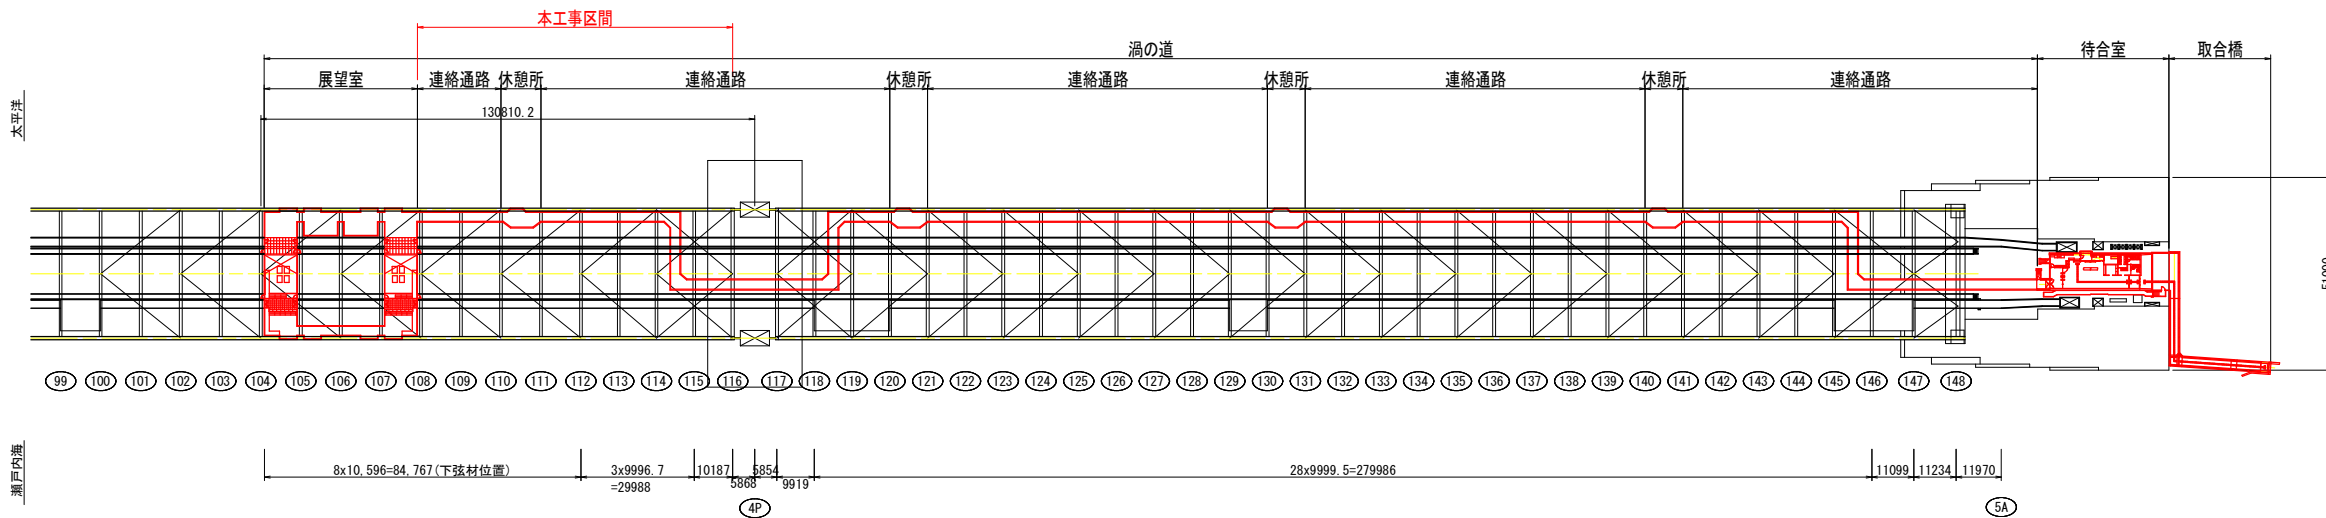 本工事区間
渦の道
待合室
取合橋
展望室
連絡通路
休憩所
連絡通路
休憩所
連絡通路
休憩所
連絡通路
休憩所
連絡通路
太平洋
130810.2
51000
99 100 101 102 103 104 105 106 107 108 109 110 111 112 113 114 115 116 117 118 119 120 121 122 123 124 125 126 127 128 129 130 131 132 133 134 135 136 137 138 139 140 141 142 143 144 145 146 147 148
瀬戸内海
8x10,596=84,767(下弦材位置)
3x9996.7
=29988
10187
5868
5854
9919
28x9999.5=279986
11099
11234
11970
4P
5A